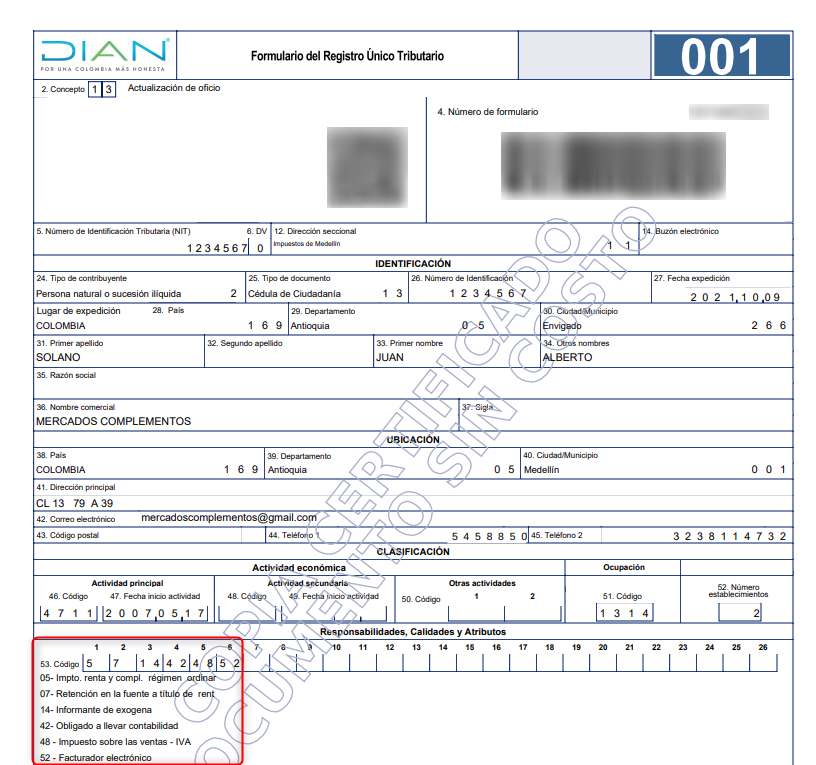 DIAN
POR UNA COLOMBIA MÁS HONESTA
Formulario del Registro Único Tributario
001
2. Concepto 1 3 Actualización de oficio
4. Número de formulario
5. Número de Identificación Tributaria (NIT) 6. DV 12. Dirección seccional 14. Buzón electrónico
1 2 3 4 5 6 7 0 Impuestos de Medellín 1 1
IDENTIFICACIÓN
24. Tipo de contribuyente 25. Tipo de documento 26. Número de Identificación 27. Fecha expedición
Persona natural o sucesión ilíquida 2 Cédula de Ciudadanía 1 3 1 2 3 4 5 6 7 2 0 2 1,1 0,0 9
Lugar de expedición 28. País 29. Departamento 30. Ciudad/Municipio
COLOMBIA 1 6 9 Antioquia 0 5 Envigado 2 6 6
31. Primer apellido 32. Segundo apellido 33. Primer nombre 34. Otros nombres
SOLANO JUAN ALBERTO
35. Razón social
36. Nombre comercial 37. Sigla
MERCADOS COMPLEMENTOS
UBICACIÓN
38. País 39. Departamento 40. Ciudad/Municipio
COLOMBIA 1 6 9 Antioquia 0 5 Medellín 0 0 1
41. Dirección principal
CL 13 79 A 39
42. Correo electrónico mercadoscomplementos@gmail.com
43. Código postal 44. Teléfono 1 5 4 5 8 8 5 0 45. Teléfono 2 3 2 3 8 1 1 4 7 3 2
CLASIFICACIÓN
Actividad económica Ocupación
Actividad principal Actividad secundaria Otras actividades 52. Número establecimientos
46. Código 47. Fecha inicio actividad 48. Código 49. Fecha inicio actividad 50. Código 1 2 51. Código
4 7 1 1 2 0 0 7 0 5 1 7 1 3 1 4 2
Responsabilidades, Calidades y Atributos
1 2 3 4 5 6 7 8 9 10 11 12 13 14 15 16 17 18 19 20 21 22 23 24 25 26
53. Código 5 7 1 4 4 2 4 8 5 2
05- Impto. renta y compl. régimen ordinar
07- Retención en la fuente a título de rent
14- Informante de exogena
42- Obligado a llevar contabilidad
48 - Impuesto sobre las ventas - IVA
52 - Facturador electrónico
COPIA CERTIFICADO
DOCUMENTO SIN COSTO